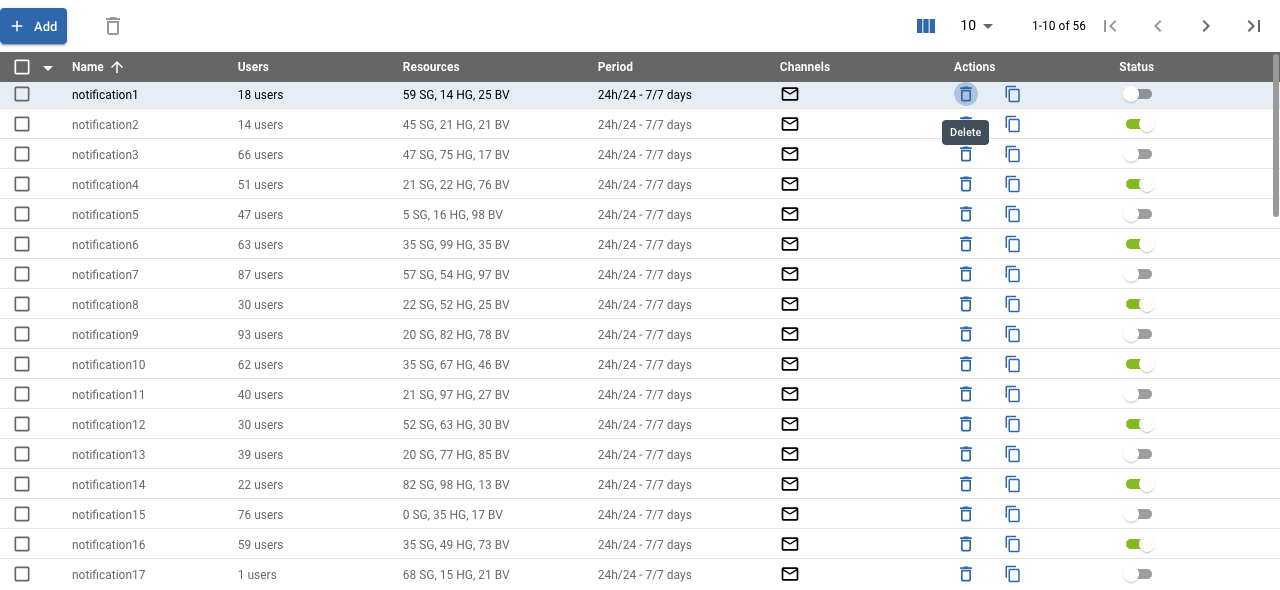 Add 10 1-10 of 56
Name Users Resources Period Channels Actions Status
notification1 18 users 59 SG, 14 HG, 25 BV 24h/24 - 7/7 days
notification2 14 users 45 SG, 21 HG, 21 BV 24h/24 - 7/7 days
Delete
notification3 66 users 47 SG, 75 HG, 17 BV 24h/24 - 7/7 days
notification4 51 users 21 SG, 22 HG, 76 BV 24h/24 - 7/7 days
notification5 47 users 5 SG, 16 HG, 98 BV 24h/24 - 7/7 days
notification6 63 users 35 SG, 99 HG, 35 BV 24h/24 - 7/7 days
notification7 87 users 57 SG, 54 HG, 97 BV 24h/24 - 7/7 days
notification8 30 users 22 SG, 52 HG, 25 BV 24h/24 - 7/7 days
notification9 93 users 20 SG, 82 HG, 78 BV 24h/24 - 7/7 days
notification10 62 users 35 SG, 67 HG, 46 BV 24h/24 - 7/7 days
notification11 40 users 21 SG, 97 HG, 27 BV 24h/24 - 7/7 days
notification12 30 users 52 SG, 63 HG, 30 BV 24h/24 - 7/7 days
notification13 39 users 20 SG, 77 HG, 85 BV 24h/24 - 7/7 days
notification14 22 users 82 SG, 98 HG, 13 BV 24h/24 - 7/7 days
notification15 76 users 0 SG, 35 HG, 17 BV 24h/24 - 7/7 days
notification16 59 users 35 SG, 49 HG, 73 BV 24h/24 - 7/7 days
notification17 1 users 68 SG, 15 HG, 21 BV 24h/24 - 7/7 days